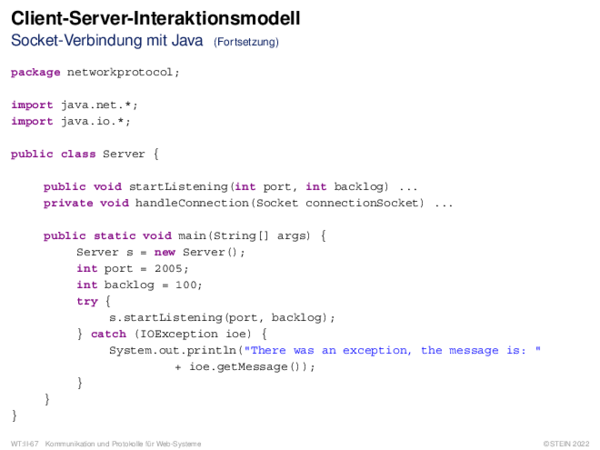 Client-Server-Interaktionsmodell
Socket-Verbindung mit Java (Fortsetzung)
package networkprotocol;
import java.net.*;
import java.io.*;
public class Server {
public void startListening(int port, int backlog) ...
private void handleConnection(Socket connectionSocket) ...
public static void main(String[] args) {
Server s = new Server();
int port = 2005;
int backlog = 100;
try {
s.startListening(port, backlog);
} catch (IOException ioe) {
System.out.println("There was an exception, the message is: "
+ ioe.getMessage());
}
}
}
WT:II-67 Kommunikation und Protokolle für Web-Systeme ©STEIN 2022